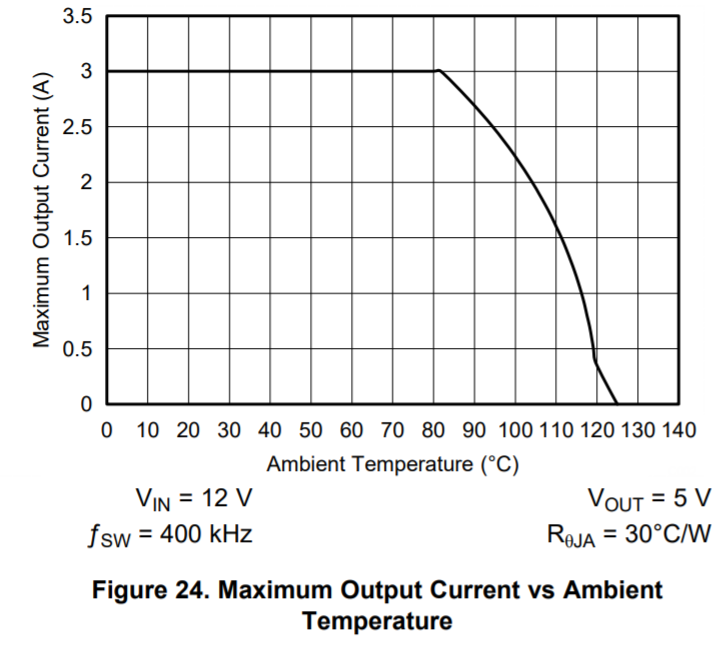 3.5
3
2.5
2
1.5
1
0.5
0
Maximum Output Current (A)
0 10 20 30 40 50 60 70 80 90 100 110 120 130 140
Ambient Temperature (°C)
VIN = 12 V
VOUT = 5 V
fSW = 400 kHz
RθJA = 30°C/W
Figure 24. Maximum Output Current vs Ambient
Temperature